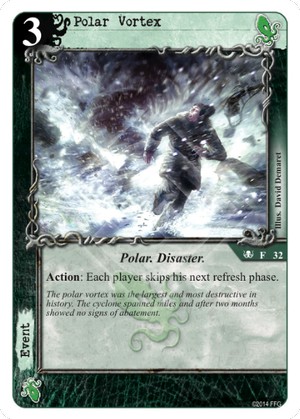 3
Polar Vortex
Illus. David Demaret
F 32
Polar. Disaster.
Action: Each player skips his next refresh phase.
The polar vortex was the largest and most destructive in
history. The cyclone spanned miles and after two months
showed no signs of abatement.
Event
©2014 FFG